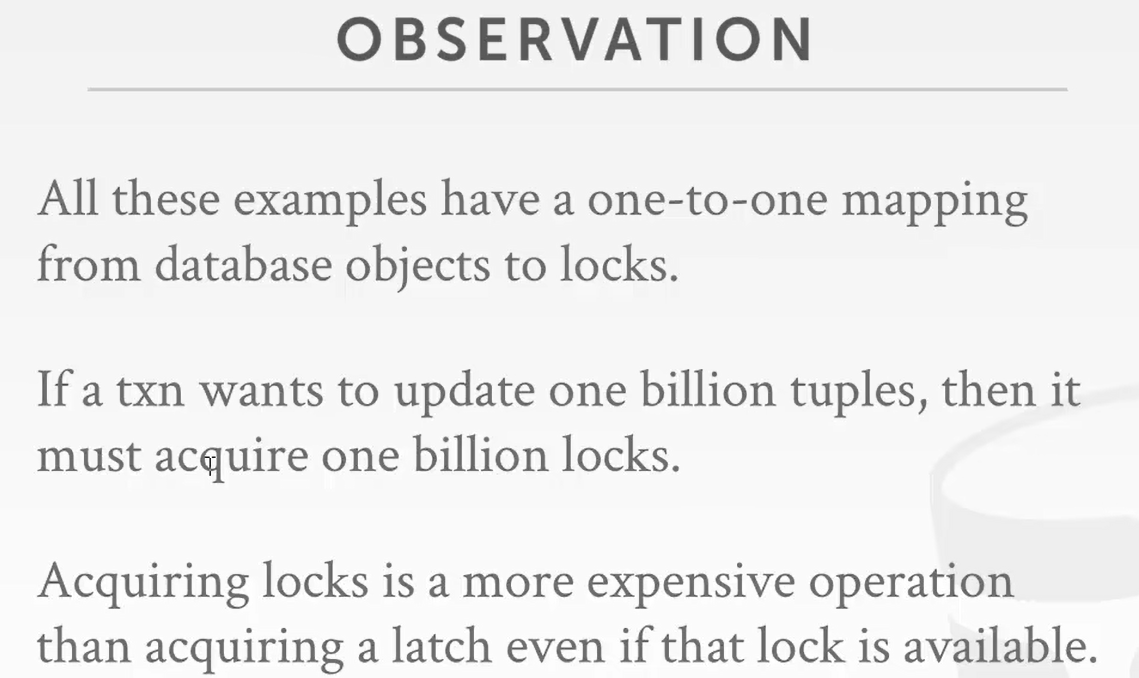 OBSERVATION
All these examples have a one-to-one mapping
from database objects to locks.
If a txn wants to update one billion tuples, then it
must acquire one billion locks.
Acquiring locks is a more expensive operation
than acquiring a latch even if that lock is available.